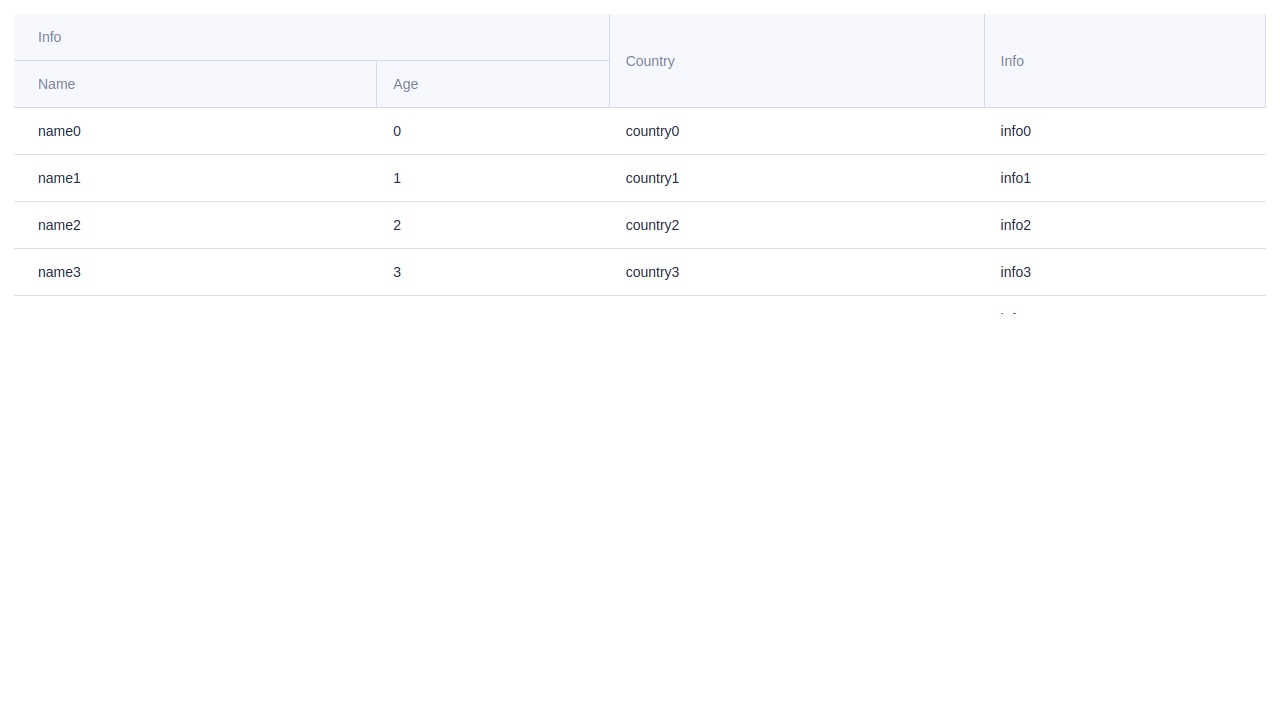 Info
Country
Info
Name Age
name0 0 country0 info0
name1 1 country1 info1
name2 2 country2 info2
name3 3 country3 info3